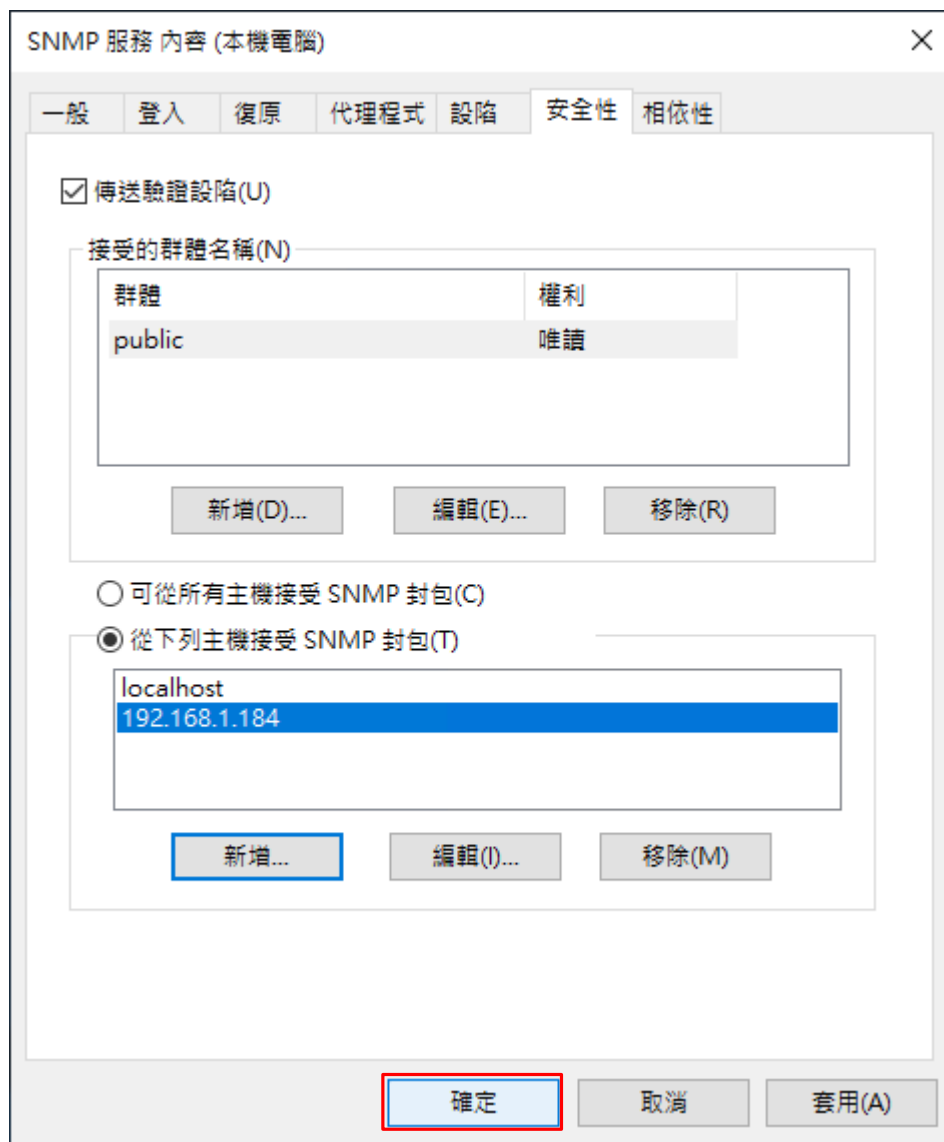 SNMP 服務 內容 (本機電腦)
一般 登入 復原 代理程式 設陷 安全性 相依性
傳送驗證設陷(U)
接受的群體名稱(N)
群體 權利
public 唯讀
新增(D)... 編輯(E)... 移除(R)
可從所有主機接受 SNMP 封包(C)
從下列主機接受 SNMP 封包(T)
localhost
192.168.1.184
新增... 編輯(I)... 移除(M)
確定 取消 套用(A)